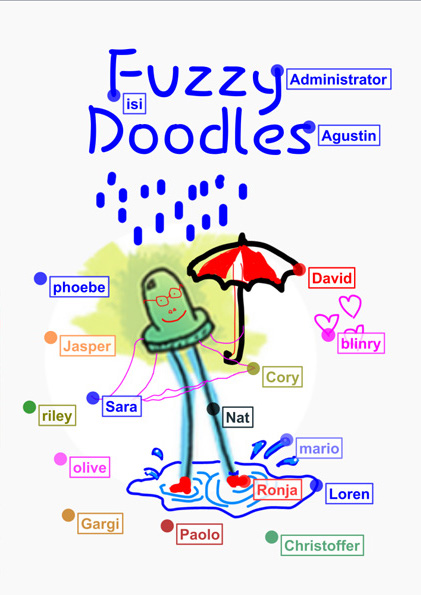 Fuzzy
Administrator
isi
Doodles
Agustin
David
phoebe
blinry
Jasper
Cory
Sara
riley
Nat
mario
olive
Ronja
Loren
Gargi
Paolo
Christoffer